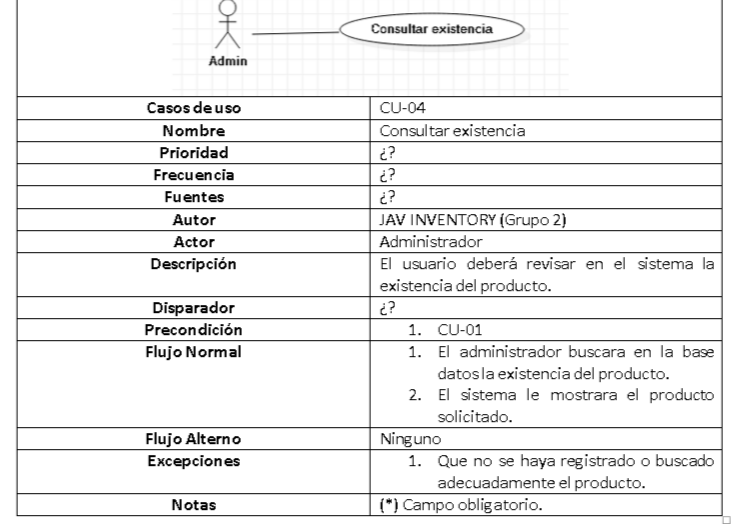 Consultar existencia
Admin
Casos de uso CU-04
Nombre Consultar existencia
Prioridad ¿?
Frecuencia ¿?
Fuentes ¿?
Autor JAV INVENTORY (Grupo 2)
Actor Administrador
Descripción El usuario deberá revisar en el sistema la
existencia del producto.
Disparador ¿?
Precondición 1. CU-01
Flujo Normal 1. El administrador buscara en la base
datos la existencia del producto.
2. El sistema le mostrara el producto
solicitado.
Flujo Alterno Ninguno
Excepciones 1. Que no se haya registrado o buscado
adecuadamente el producto.
Notas (*) Campo obligatorio.